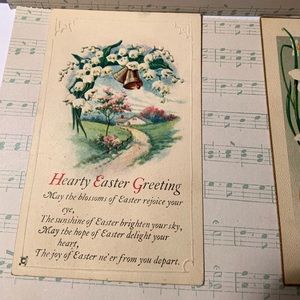 Hearty Easter Greeting
May the blossoms of Easter rejoice your
eye,
The sunshine of Easter brighten your sky,
May the hope of Easter delight your
heart,
The joy of Easter ne'er from you depart.